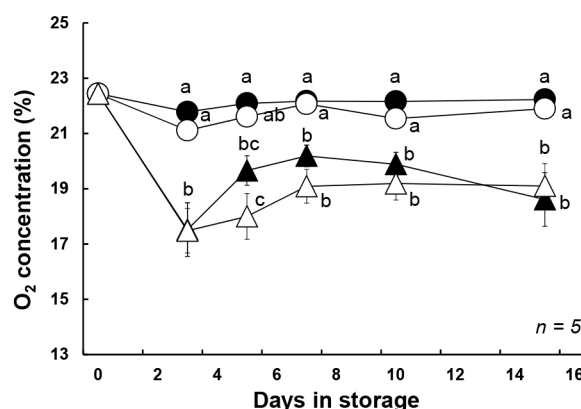 O2 concentration (%)
25
23
21
19
17
15
13
a a a a a
a ab a a a
bc b b b
b c b b b
n = 5
0 2 4 6 8 10 12 14 16
Days in storage